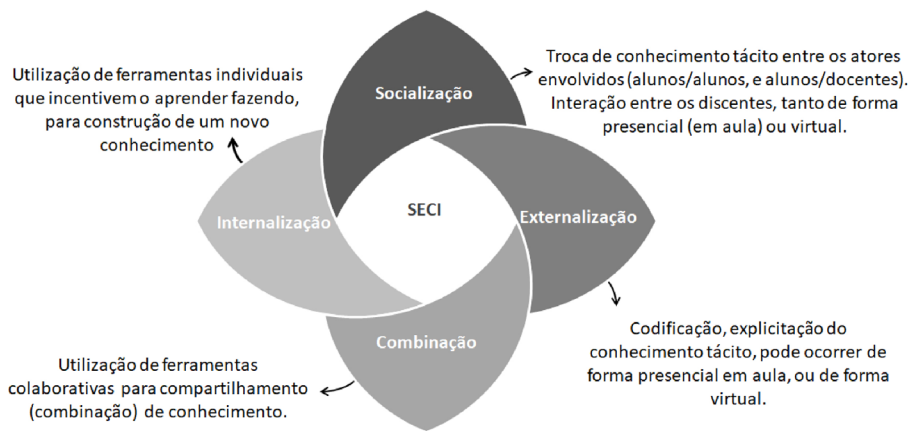 Socialização
Troca de conhecimento tácito entre os atores
envolvidos (alunos/alunos, e alunos/docentes).
Interação entre os discentes, tanto de forma
presencial (em aula) ou virtual.
Utilização de ferramentas individuais
que incentivem o aprender fazendo,
para construção de um novo
conhecimento
Internalização
SECI
Externalização
Combinação
Codificação, explicitação do
conhecimento tácito, pode ocorrer de
forma presencial em aula, ou de forma
virtual.
Utilização de ferramentas
colaborativas para compartilhamento
(combinação) de conhecimento.